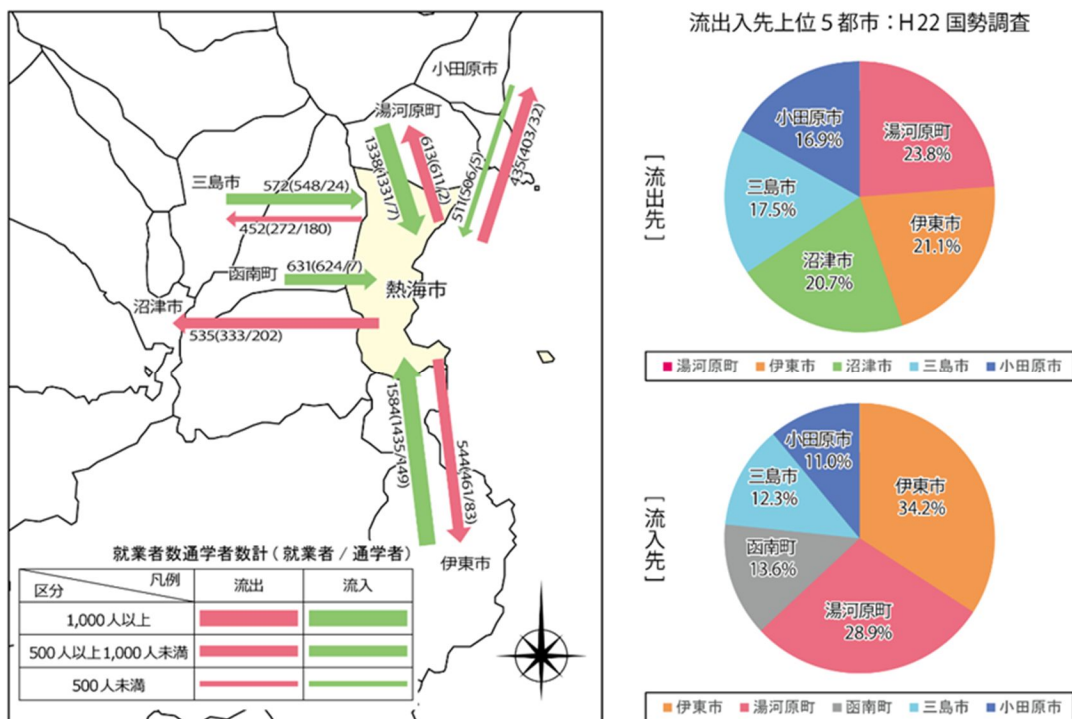 小田原市
湯河原町
1338(1331/7)
613(611/2)
511(506/5)
435(403/32)
三島市
572(548/24)
452(272/180)
函南町
631(624/7)
熱海市
沼津市
535(333/202)
1584(1435/149)
544(461/83)
伊東市
就業者数通学者数計(就業者/通学者)
凡例
区分
流出
流入
1,000人以上
500人以上1,000人未満
500人未満
流出入先上位5都市:H22国勢調査
[流出先]
小田原市
16.9%
湯河原町
23.8%
三島市
17.5%
伊東市
21.1%
沼津市
20.7%
湯河原町 伊東市 沼津市 三島市 小田原市
[流入先]
小田原市
11.0%
伊東市
34.2%
三島市
12.3%
函南町
13.6%
湯河原町
28.9%
伊東市 湯河原町 函南町 三島市 小田原市